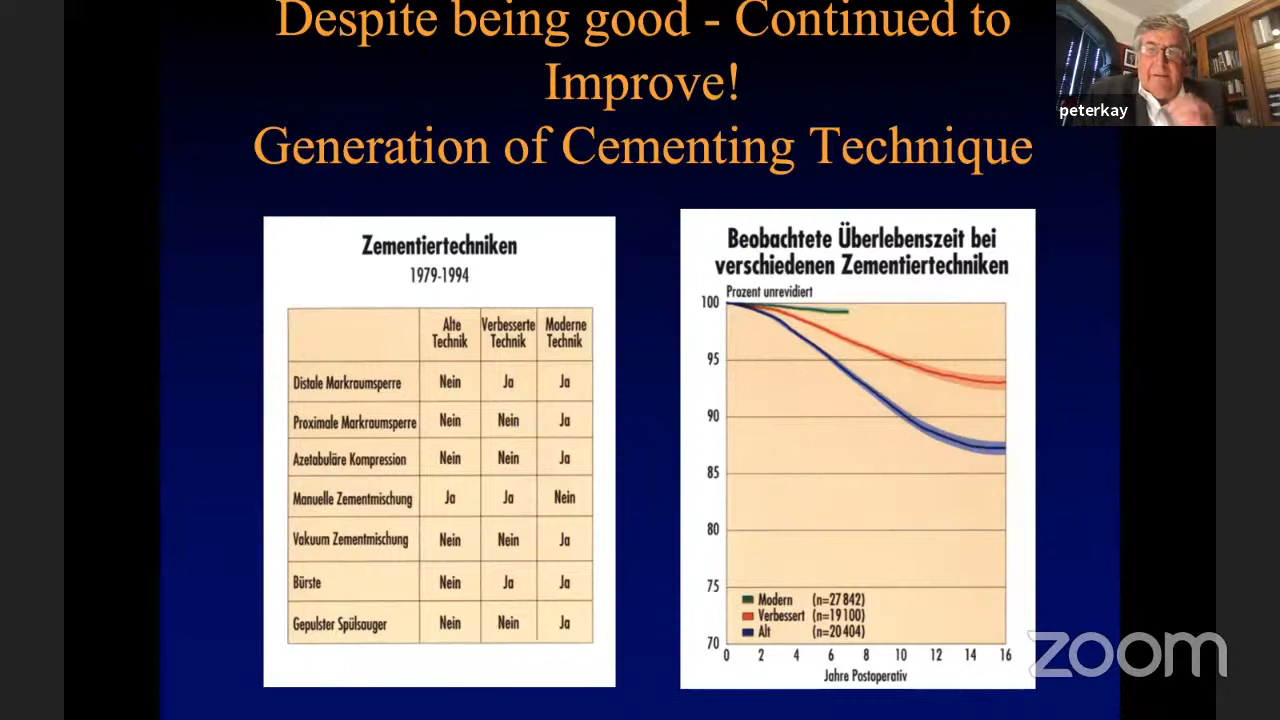 Despite being good - Continued to
Improve!
Generation of Cementing Technique
peterkay
Zementiertechniken
1979-1994
Alte Technik Verbesserte Technik Moderne Technik
Distale Markraumsperre Nein Ja Ja
Proximale Markraumsperre Nein Nein Ja
Azetabuläre Kompression Nein Nein Ja
Manuelle Zementmischung Ja Ja Nein
Vakuum Zementmischung Nein Nein Ja
Bürste Nein Ja Ja
Gepulster Spülsauger Nein Nein Ja
Beobachtete Überlebenszeit bei
verschiedenen Zementiertechniken
Prozent unrevidiert
100
95
90
85
80
75
70
Modern (n=27 842)
Verbessert (n=19 100)
Alt (n=20 404)
0 2 4 6 8 10 12 14 16
Jahre Postoperativ
zoom